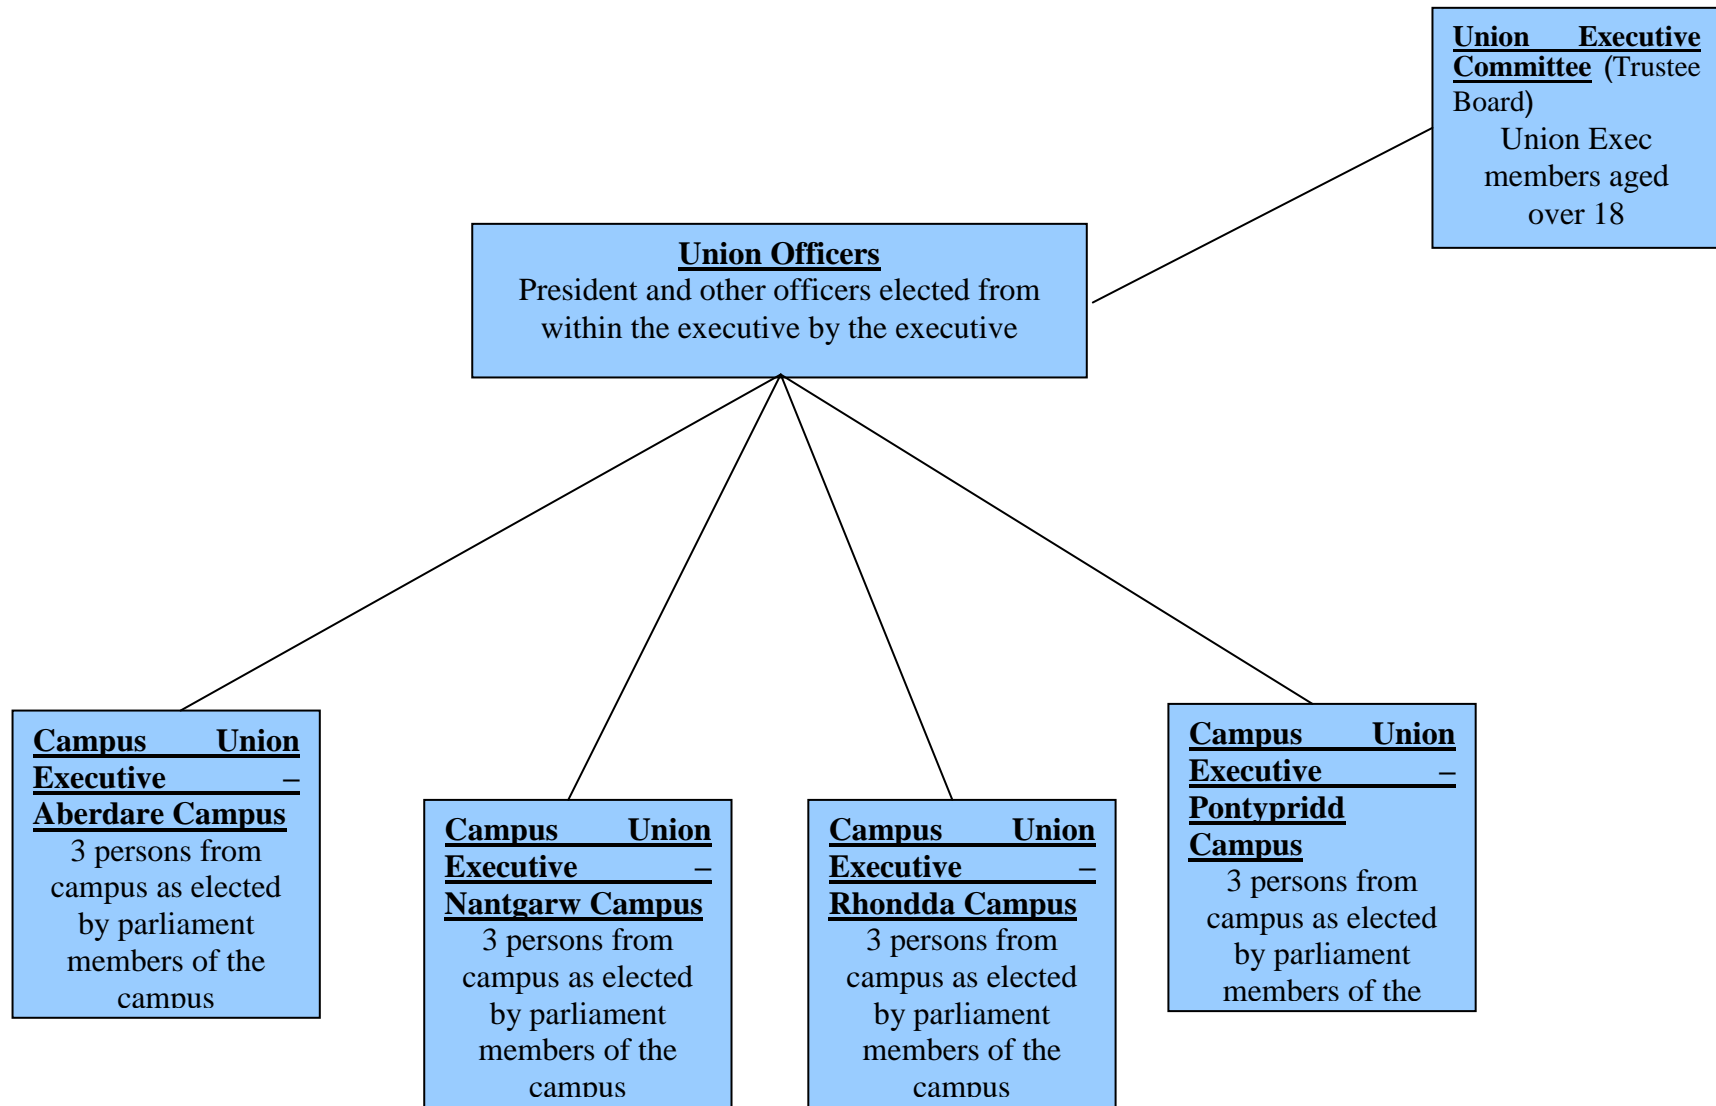 Union Executive
Committee (Trustee
Board)
Union Exec
members aged
over 18
Union Officers
President and other officers elected from
within the executive by the executive
Campus Union
Executive –
Aberdare Campus
3 persons from
campus as elected
by parliament
members of the
campus
Campus Union
Executive –
Nantgarw Campus
3 persons from
campus as elected
by parliament
members of the
campus
Campus Union
Executive –
Rhondda Campus
3 persons from
campus as elected
by parliament
members of the
campus
Campus Union
Executive –
Pontypridd
Campus
3 persons from
campus as elected
by parliament
members of the